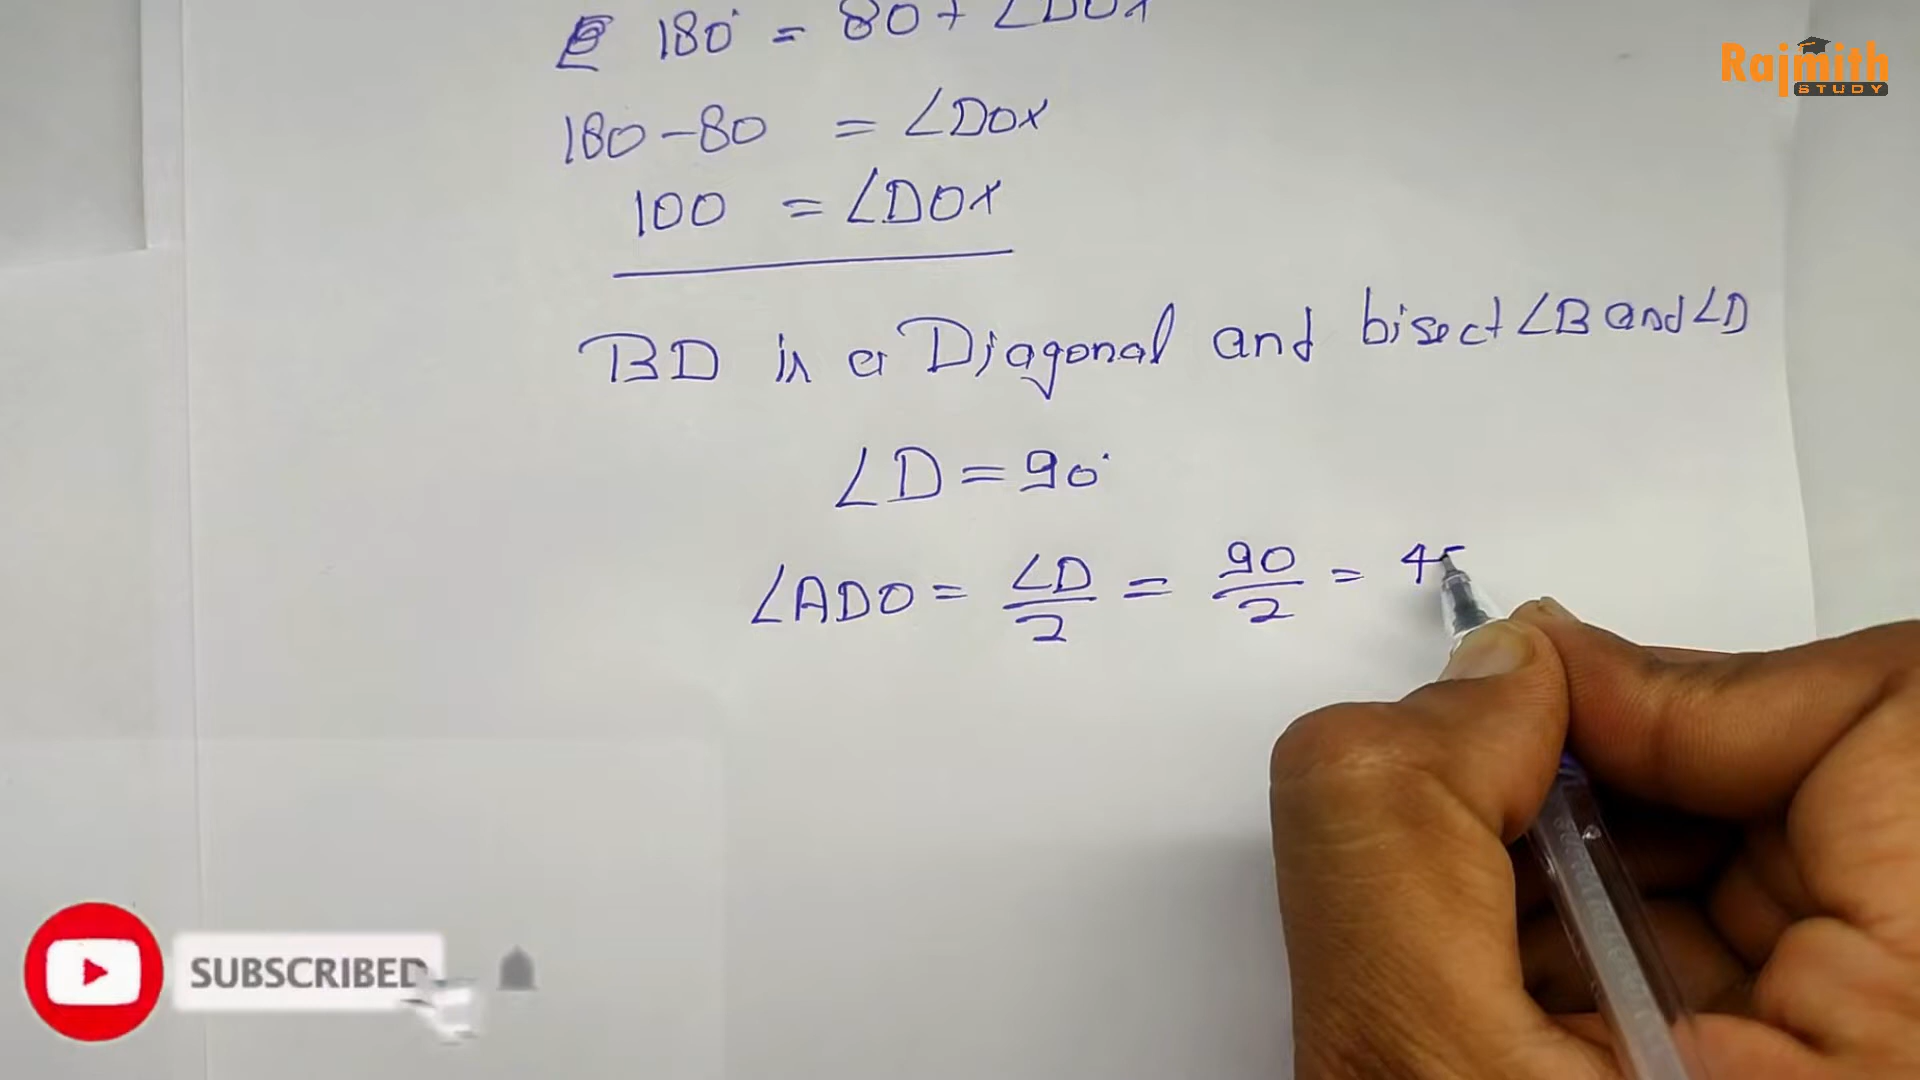 180° = 80 + ∠DOX
Rajmith
STUDY
180 - 80 = ∠DOX
100 = ∠DOX
BD is a Diagonal and bisect ∠B and ∠D
∠D = 90°
∠ADO = ∠D/2 = 90/2 = 45
SUBSCRIBED